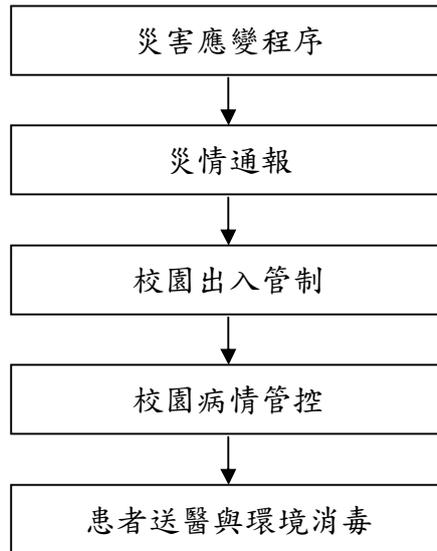 災害應變程序
災情通報
校園出入管制
校園病情管控
患者送醫與環境消毒